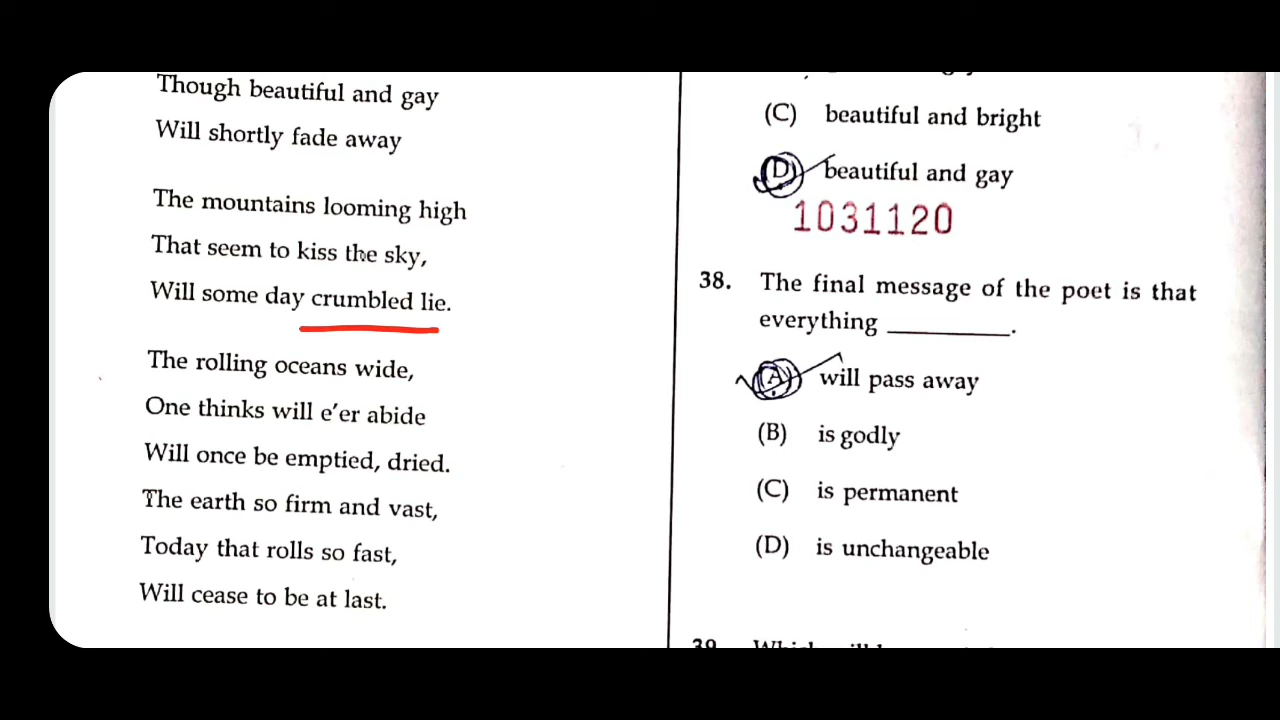 Though beautiful and gay
Will shortly fade away
The mountains looming high
That seem to kiss the sky,
Will some day crumbled lie.
The rolling oceans wide,
One thinks will e'er abide
Will once be emptied, dried.
The earth so firm and vast,
Today that rolls so fast,
Will cease to be at last.
(C) beautiful and bright
(D) beautiful and gay
1031120
38. The final message of the poet is that
everything __________.
(A) will pass away
(B) is godly
(C) is permanent
(D) is unchangeable